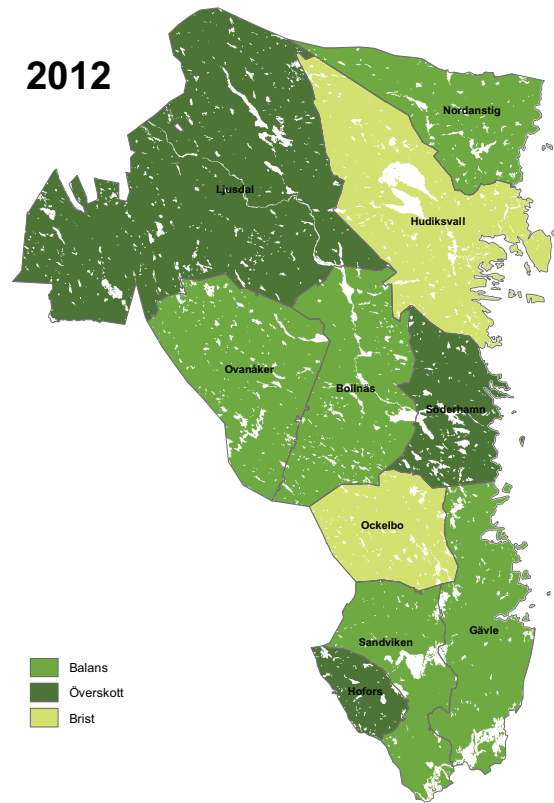 2012
Nordanstig
Ljusdal
Hudiksvall
Ovanåker
Bollnäs
Söderhamn
Ockelbo
Gävle
Sandviken
Hofors
Balans
Överskott
Brist